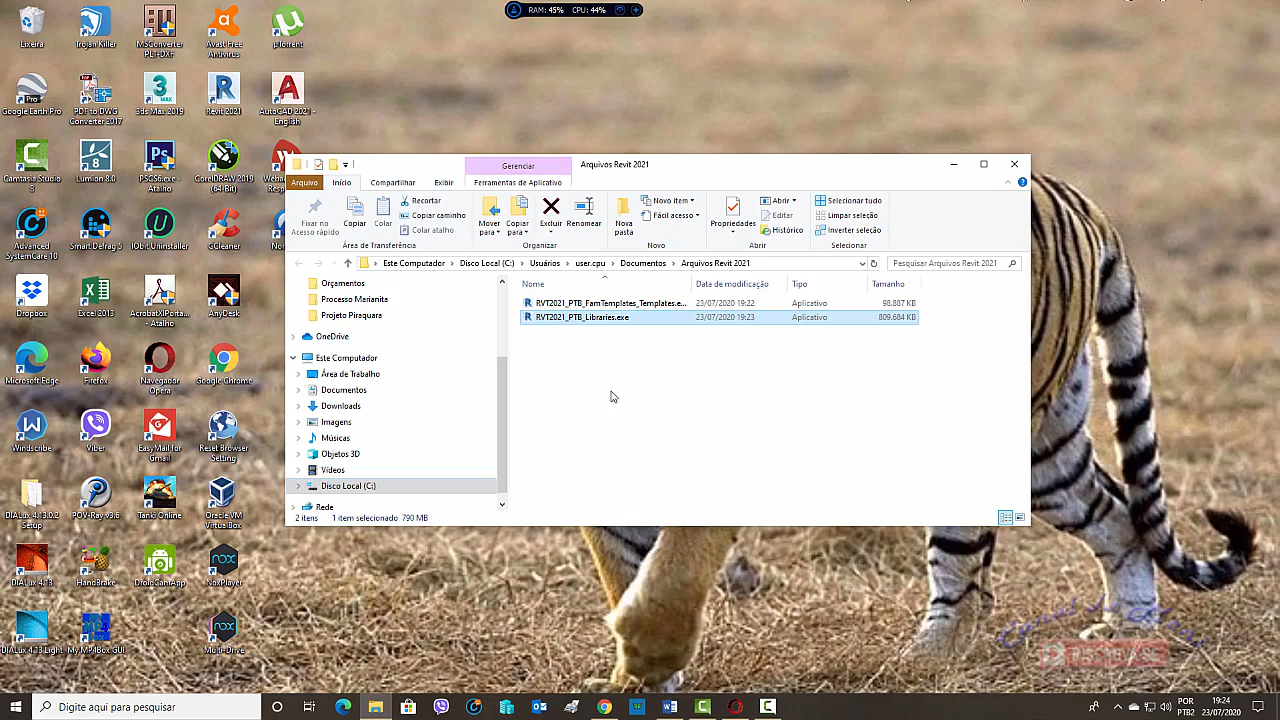 RAM: 45% CPU: 44%
Lixeira
Trojan Killer
MSConverter
PLT-DXF
Avast Free
Antivirus
µTorrent
Google Earth Pro
PDF to DWG
Converter 2017
3ds Max 2019
Revit 2021
AutoCAD 2021 -
English
Camtasia Studio
8
Lumion 8.0
PSCS6.exe -
Atalho
CorelDRAW 2019
(64-Bit)
Advanced
SystemCare 10
Smart Defrag 5
IObit Uninstaller
CCleaner
Dropbox
Excel 2013
AcrobatXIPorta...
- Atalho
AnyDesk
Microsoft Edge
Firefox
Navegador
Opera
Google Chrome
Windscribe
Viber
EasyMail for
Gmail
Reset Browser
Setting
DIALux 4.13.0.2
Setup
POV-Ray v3.6
Tanki Online
Oracle VM
VirtualBox
DIALux 4.13
HandBrake
DroidCamApp
NoxPlayer
DIALux 4.13 Light
My MP4Box GUI
Multi-Drive
Gerenciar
Arquivos Revit 2021
Arquivo
Início
Compartilhar
Exibir
Ferramentas de Aplicativo
Fixar no
Acesso rápido
Copiar
Colar
Recortar
Copiar caminho
Colar atalho
Área de Transferência
Mover
para
Copiar
para
Excluir
Renomear
Organizar
Nova
pasta
Novo item
Fácil acesso
Novo
Propriedades
Abrir
Editar
Histórico
Abrir
Selecionar tudo
Limpar seleção
Inverter seleção
Selecionar
Este Computador > Disco Local (C:) > Usuários > user.cpu > Documentos > Arquivos Revit 2021
Pesquisar Arquivos Revit 2021
Orçamentos
Processo Marianita
Projeto Piraquara
OneDrive
Este Computador
Área de Trabalho
Documentos
Downloads
Imagens
Músicas
Objetos 3D
Vídeos
Disco Local (C:)
Rede
Nome
Data de modificação
Tipo
Tamanho
RVT2021_PTB_FamTemplates_Templates.e...
23/07/2020 19:22
Aplicativo
98.887 KB
RVT2021_PTB_Libraries.exe
23/07/2020 19:23
Aplicativo
809.684 KB
2 itens
1 item selecionado 790 MB
Digite aqui para pesquisar
POR
PTB2
19:24
23/07/2020